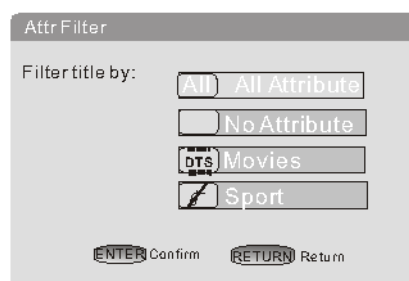 Attr Filter
Filter title by:
All All Attribute
No Attribute
DTS Movies
Sport
ENTER Confirm RETURN Return